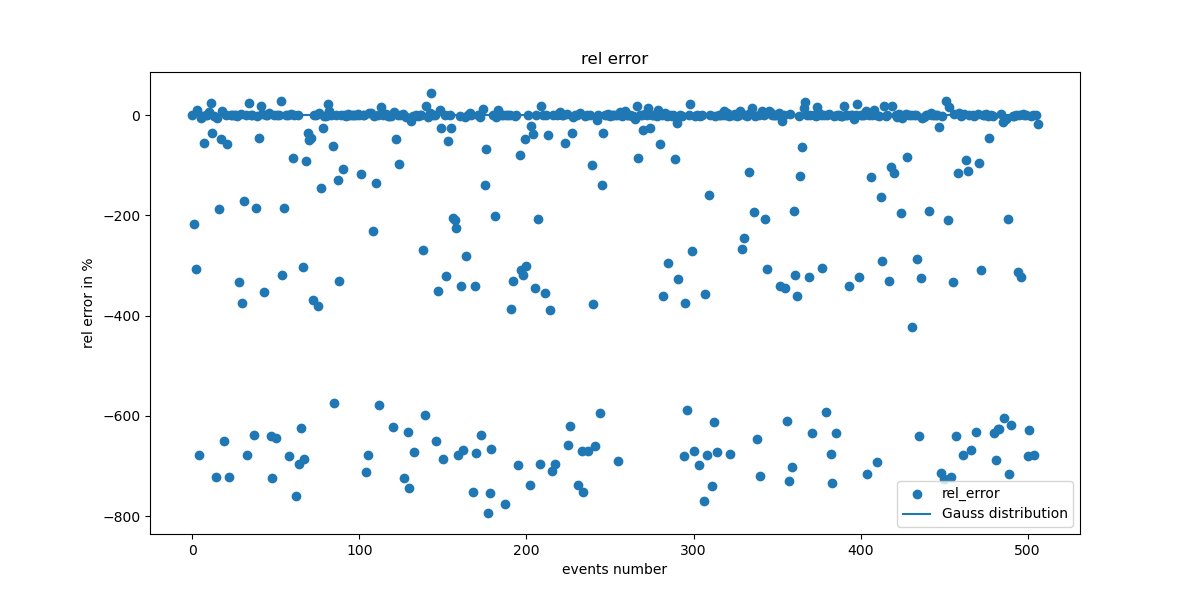 rel error
0
−200
−400
−600
−800
rel error in %
0
100
200
300
400
500
events number
rel_error
Gauss distribution